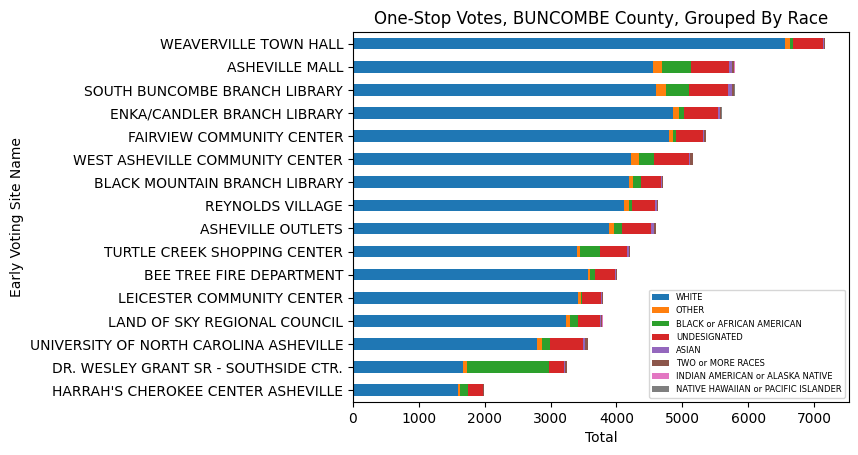 One-Stop Votes, BUNCOMBE County, Grouped By Race
Early Voting Site Name
WEAVERVILLE TOWN HALL
ASHEVILLE MALL
SOUTH BUNCOMBE BRANCH LIBRARY
ENKA/CANDLER BRANCH LIBRARY
FAIRVIEW COMMUNITY CENTER
WEST ASHEVILLE COMMUNITY CENTER
BLACK MOUNTAIN BRANCH LIBRARY
REYNOLDS VILLAGE
ASHEVILLE OUTLETS
TURTLE CREEK SHOPPING CENTER
BEE TREE FIRE DEPARTMENT
LEICESTER COMMUNITY CENTER
LAND OF SKY REGIONAL COUNCIL
UNIVERSITY OF NORTH CAROLINA ASHEVILLE
DR. WESLEY GRANT SR - SOUTHSIDE CTR.
HARRAH'S CHEROKEE CENTER ASHEVILLE
WHITE
OTHER
BLACK or AFRICAN AMERICAN
UNDESIGNATED
ASIAN
TWO or MORE RACES
INDIAN AMERICAN or ALASKA NATIVE
NATIVE HAWAIIAN or PACIFIC ISLANDER
0 1000 2000 3000 4000 5000 6000 7000
Total